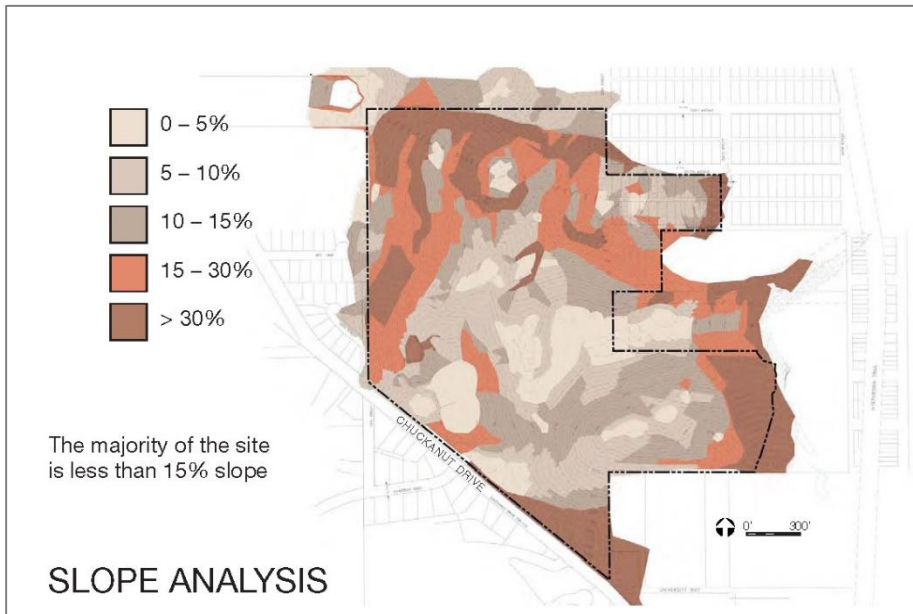 0 – 5%
5 – 10%
10 – 15%
15 – 30%
> 30%
The majority of the site
is less than 15% slope
CHUCKANUT DRIVE
0' 300'
SLOPE ANALYSIS